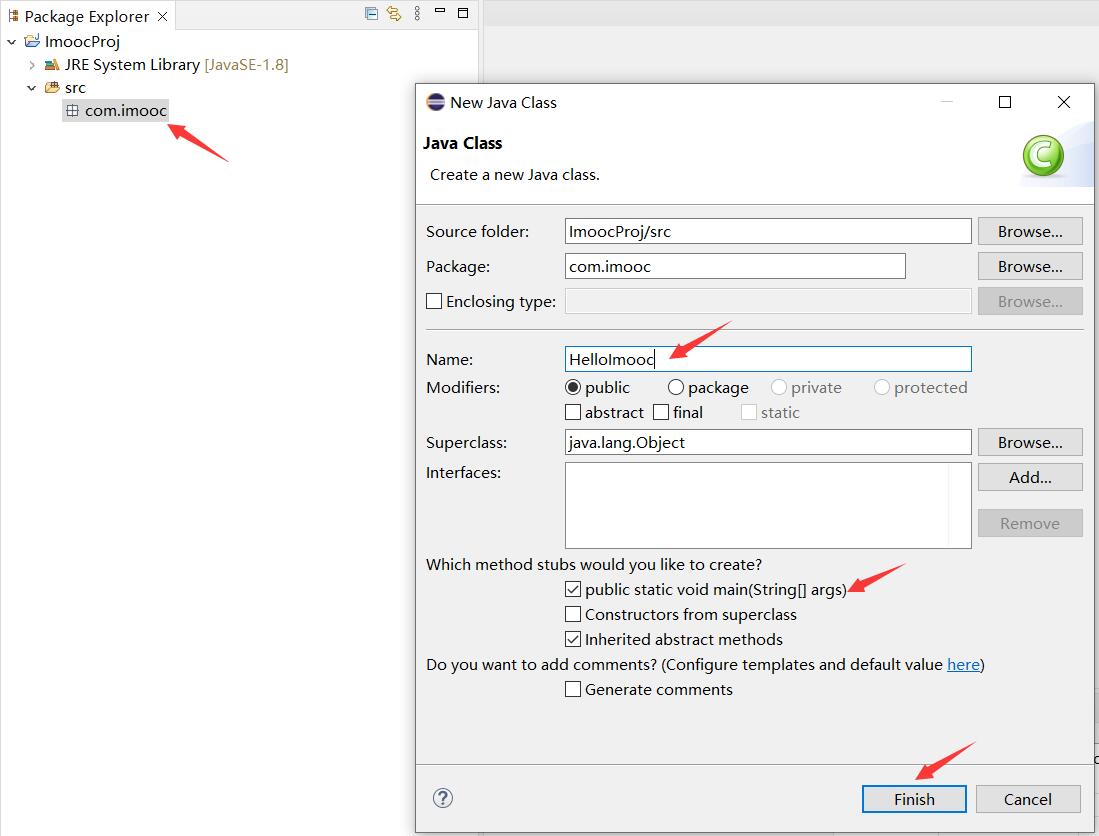 Package Explorer
ImoocProj
JRE System Library [JavaSE-1.8]
src
com.imooc
New Java Class
Java Class
Create a new Java class.
Source folder: ImoocProj/src Browse...
Package: com.imooc Browse...
Enclosing type: Browse...
Name: HelloImooc
Modifiers: public package private protected
abstract final static
Superclass: java.lang.Object Browse...
Interfaces: Add...
Remove
Which method stubs would you like to create?
public static void main(String[] args)
Constructors from superclass
Inherited abstract methods
Do you want to add comments? (Configure templates and default value here)
Generate comments
Finish Cancel